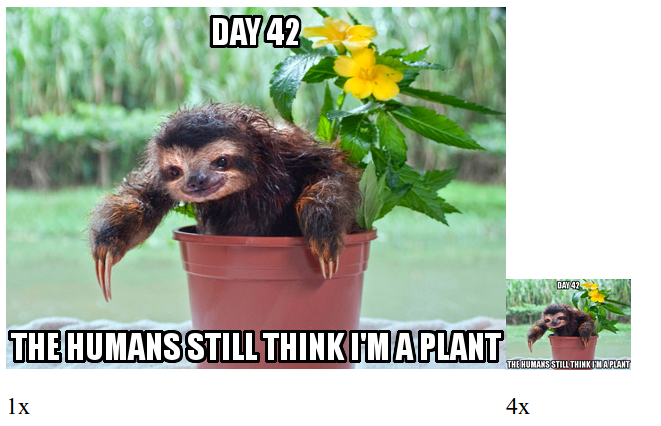 DAY 42
THE HUMANS STILL THINK I'M A PLANT
DAY 42
THE HUMANS STILL THINK I'M A PLANT
1x
4x